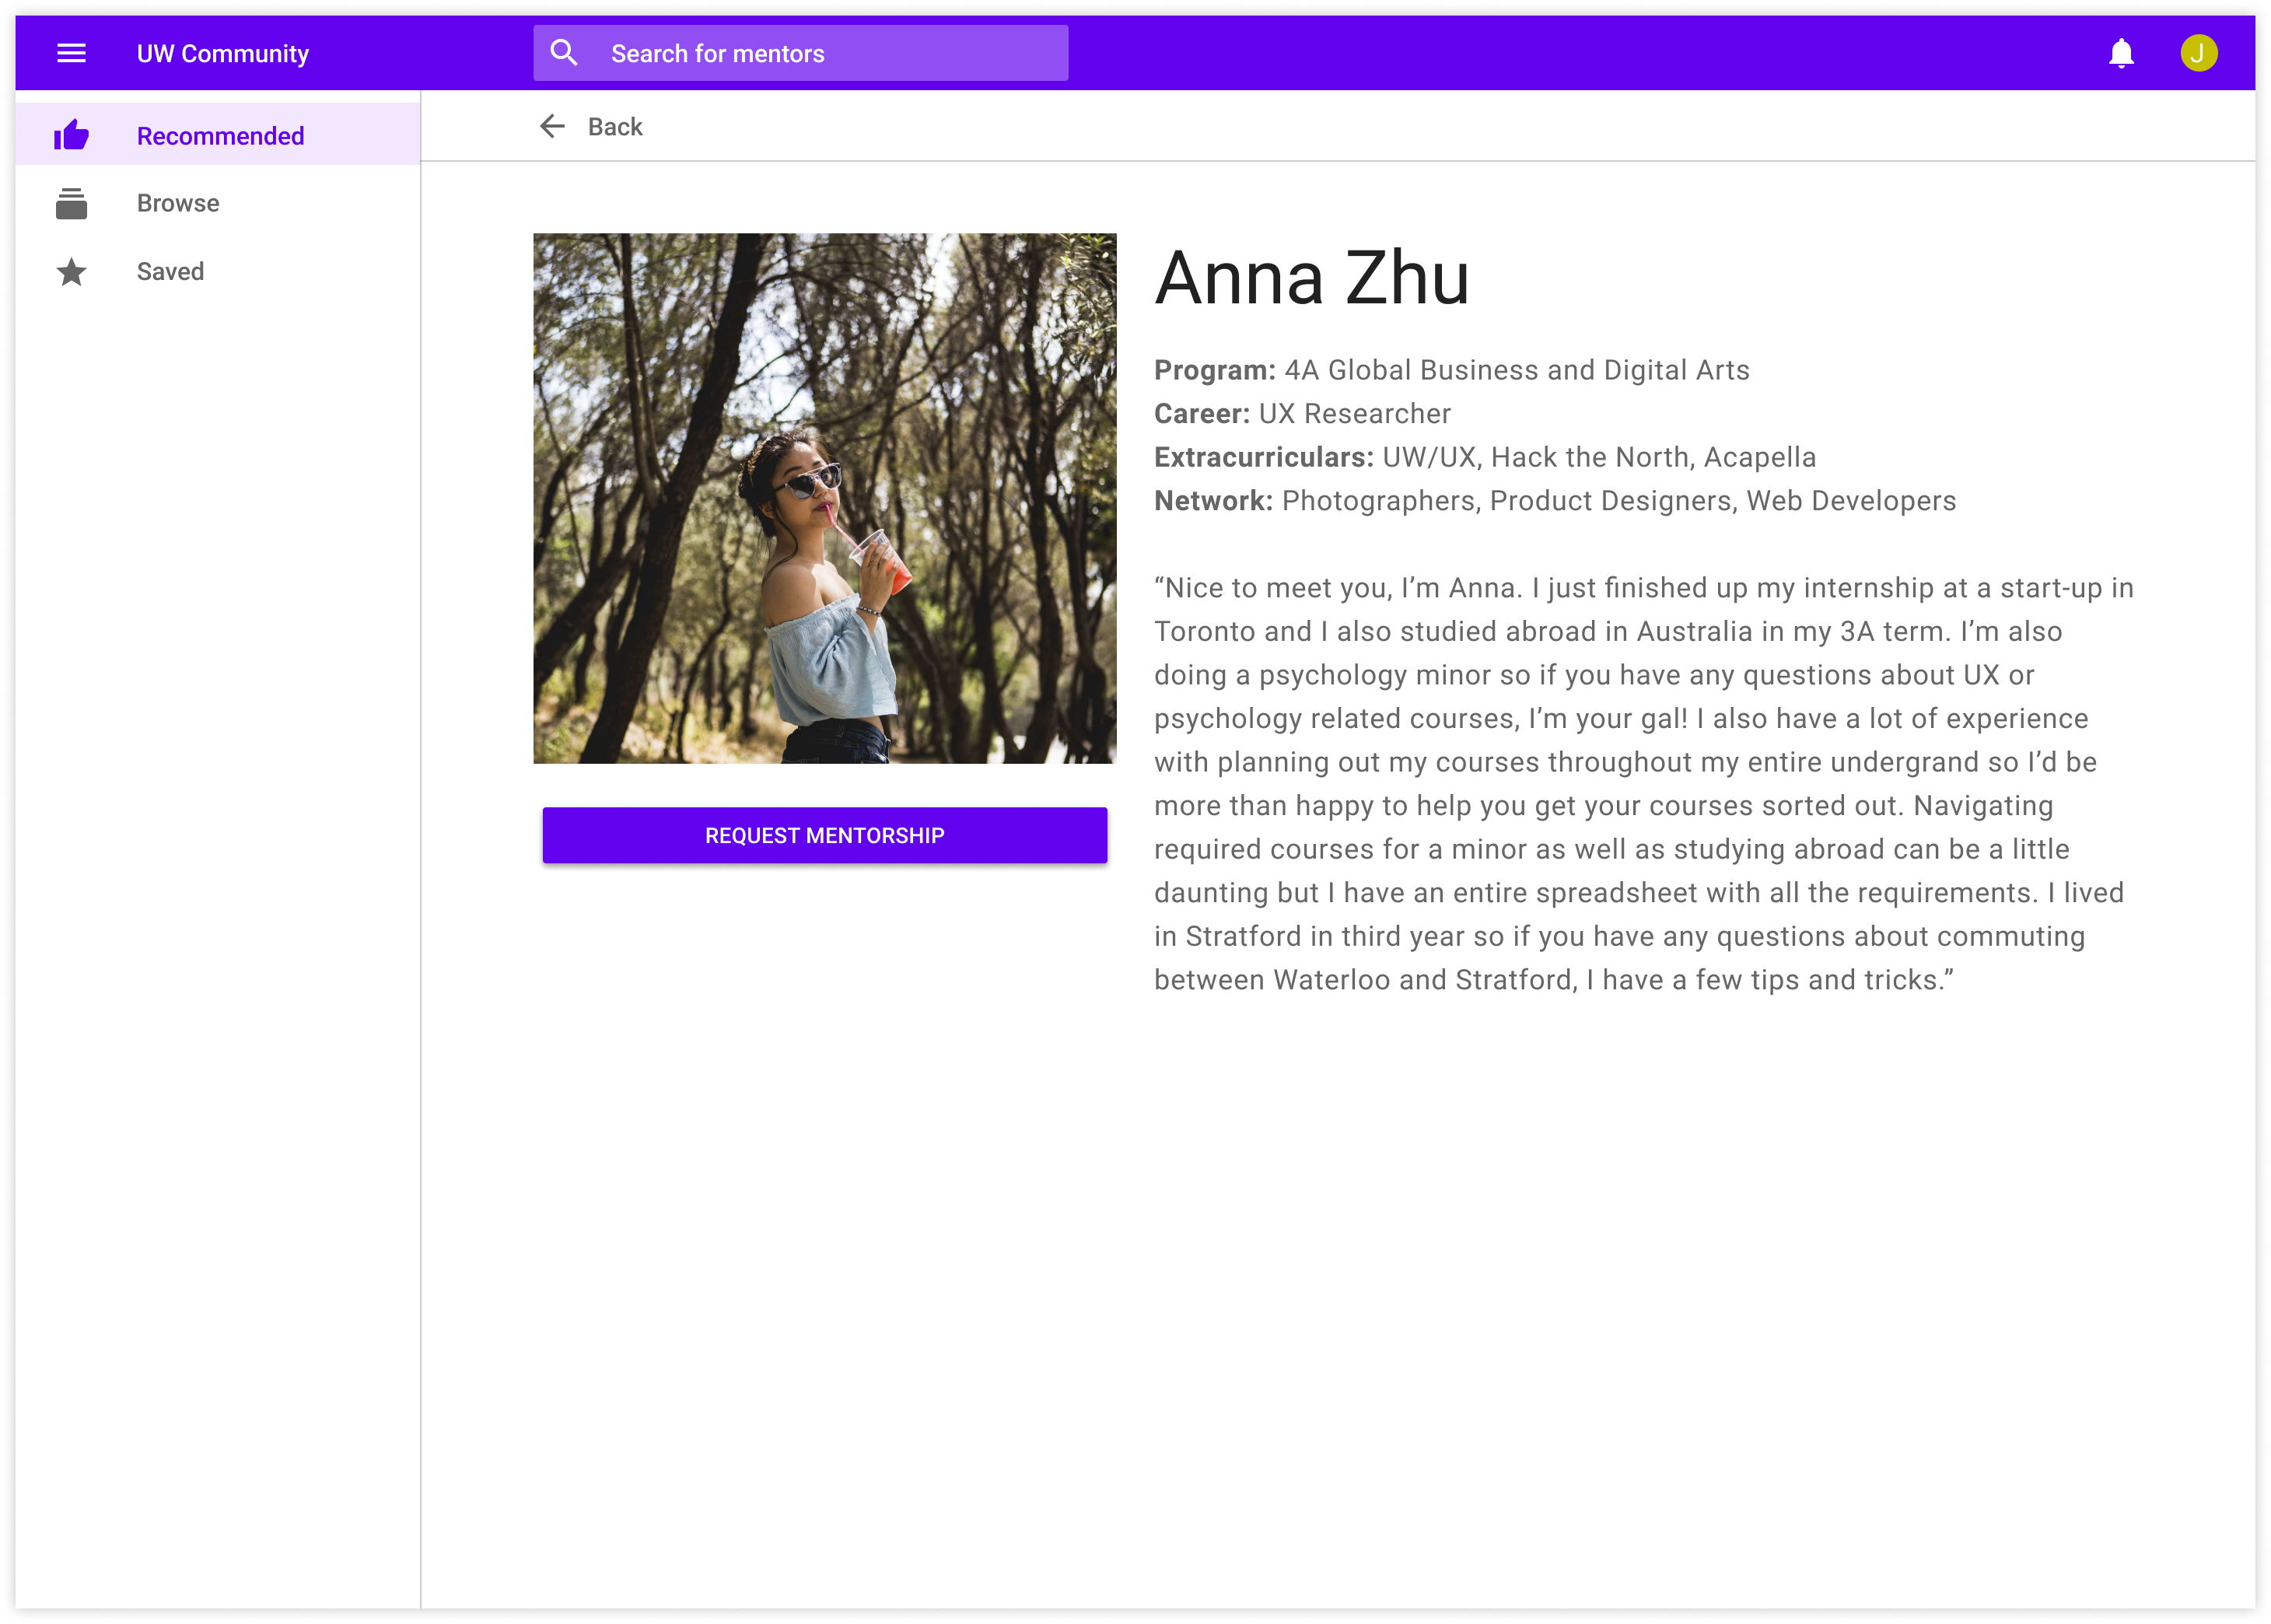 UW Community
Search for mentors
J
Recommended
Browse
Saved
Back
Anna Zhu
Program: 4A Global Business and Digital Arts
Career: UX Researcher
Extracurriculars: UW/UX, Hack the North, Acapella
Network: Photographers, Product Designers, Web Developers
“Nice to meet you, I’m Anna. I just finished up my internship at a start-up in
Toronto and I also studied abroad in Australia in my 3A term. I’m also
doing a psychology minor so if you have any questions about UX or
psychology related courses, I’m your gal! I also have a lot of experience
with planning out my courses throughout my entire undergrand so I’d be
more than happy to help you get your courses sorted out. Navigating
required courses for a minor as well as studying abroad can be a little
daunting but I have an entire spreadsheet with all the requirements. I lived
in Stratford in third year so if you have any questions about commuting
between Waterloo and Stratford, I have a few tips and tricks.”
REQUEST MENTORSHIP